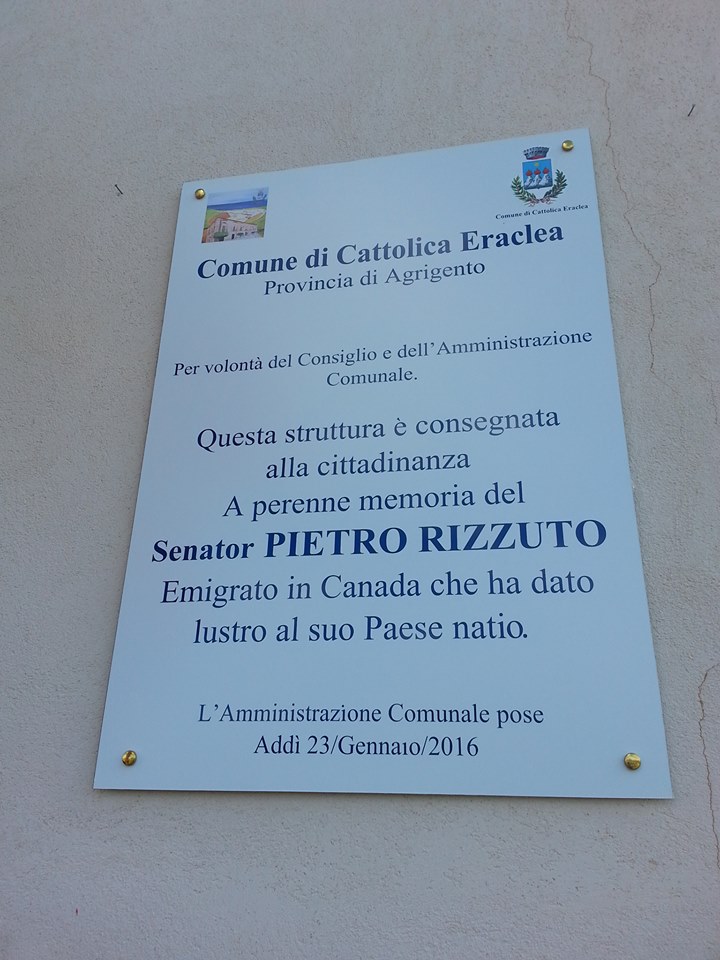 Comune di Cattolica Eraclea
Comune di Cattolica Eraclea
Provincia di Agrigento
Per volontà del Consiglio e dell'Amministrazione
Comunale.
Questa struttura è consegnata
alla cittadinanza
A perenne memoria del
Senator PIETRO RIZZUTO
Emigrato in Canada che ha dato
lustro al suo Paese natio.
L'Amministrazione Comunale pose
Addì 23/Gennaio/2016